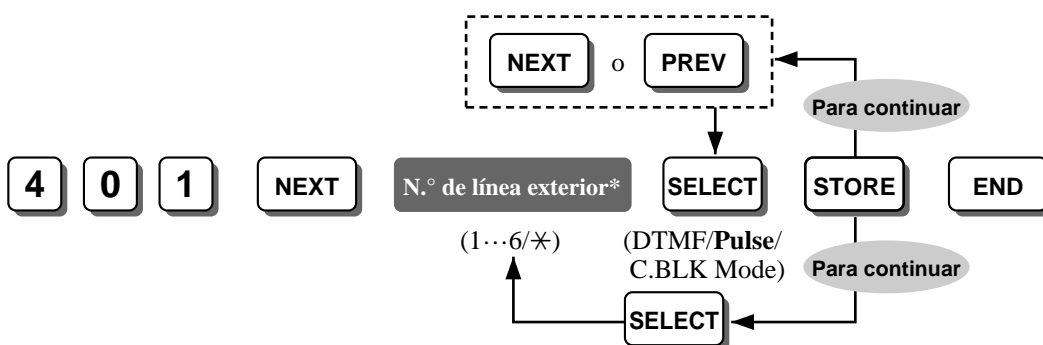 NEXT o PREV
Para continuar
4 0 1 NEXT N.° de línea exterior* SELECT STORE END
(1···6/✳) (DTMF/Pulse/
C.BLK Mode)
Para continuar
SELECT